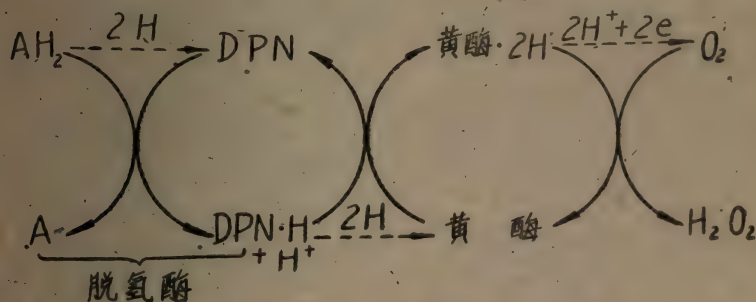 AH₂ 2H DPN 黄酶·2H 2H⁺+2e O₂
A DPN·H + H⁺ 2H 黄 酶 H₂O₂
脱氢酶